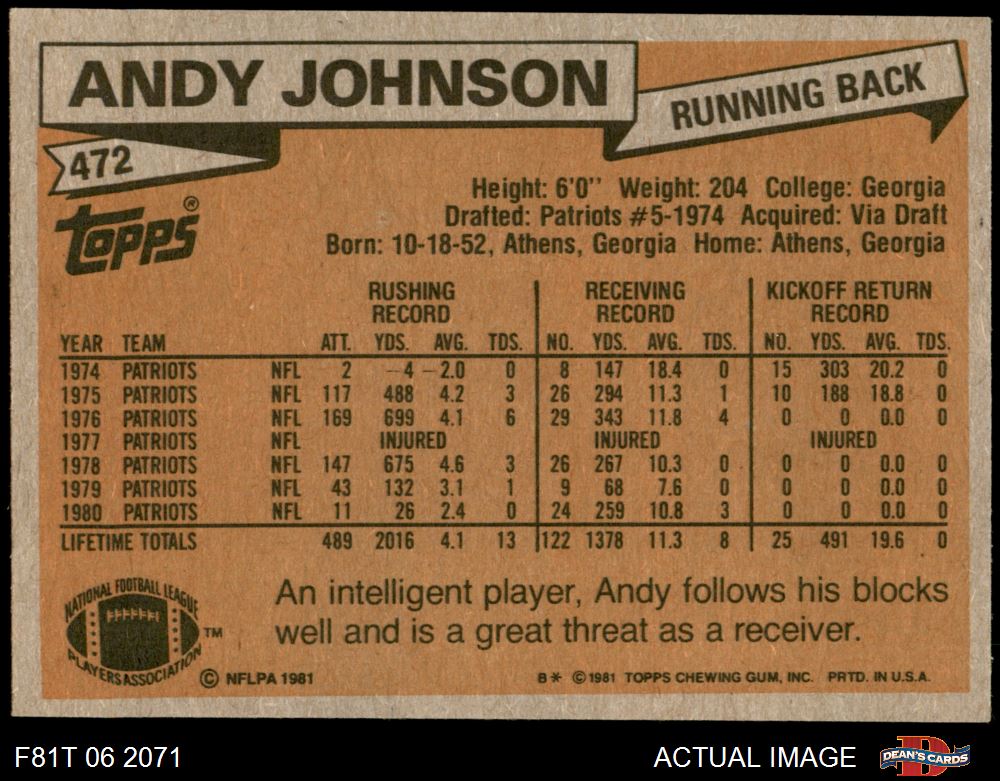 ANDY JOHNSON
RUNNING BACK
472
Topps®
Height: 6'0'' Weight: 204 College: Georgia
Drafted: Patriots #5-1974 Acquired: Via Draft
Born: 10-18-52, Athens, Georgia Home: Athens, Georgia
RUSHING RECORD RECEIVING RECORD KICKOFF RETURN RECORD
YEAR TEAM ATT. YDS. AVG. TDS. NO. YDS. AVG. TDS. NO. YDS. AVG. TDS.
1974 PATRIOTS NFL 2 -4 -2.0 0 8 147 18.4 0 15 303 20.2 0
1975 PATRIOTS NFL 117 488 4.2 3 26 294 11.3 1 10 188 18.8 0
1976 PATRIOTS NFL 169 699 4.1 6 29 343 11.8 4 0 0 0.0 0
1977 PATRIOTS NFL INJURED INJURED INJURED
1978 PATRIOTS NFL 147 675 4.6 3 26 267 10.3 0 0 0 0.0 0
1979 PATRIOTS NFL 43 132 3.1 1 9 68 7.6 0 0 0 0.0 0
1980 PATRIOTS NFL 11 26 2.4 0 24 259 10.8 3 0 0 0.0 0
LIFETIME TOTALS 489 2016 4.1 13 122 1378 11.3 8 25 491 19.6 0
An intelligent player, Andy follows his blocks
well and is a great threat as a receiver.
NATIONAL FOOTBALL LEAGUE
PLAYERS ASSOCIATION
TM
© NFLPA 1981
B* © 1981 TOPPS CHEWING GUM, INC. PRTD. IN U.S.A.
F81T 06 2071
ACTUAL IMAGE
DEAN'S CARDS